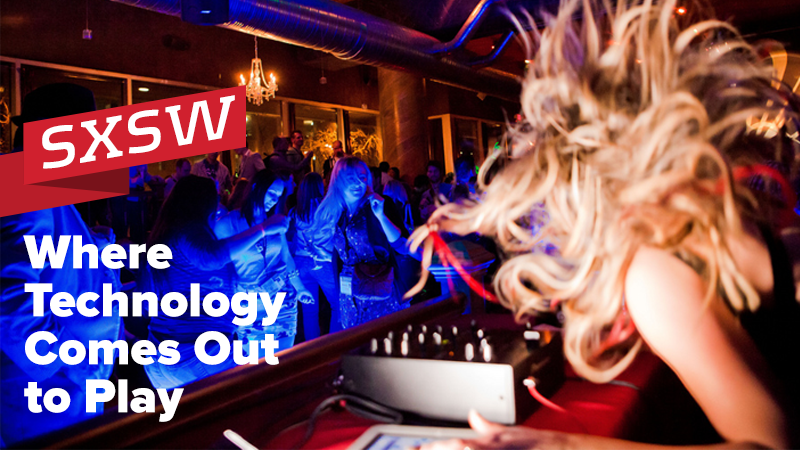 SXSW
Where
Technology
Comes Out
to Play